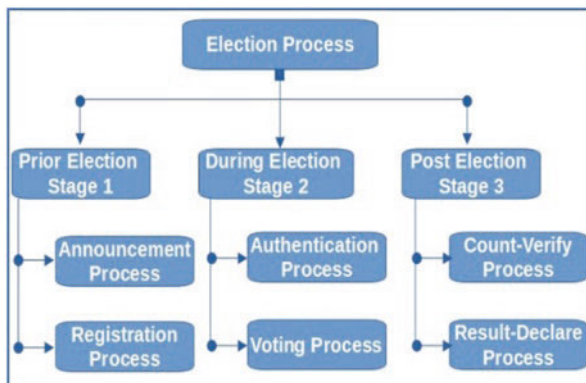 Election Process
Prior Election
Stage 1
During Election
Stage 2
Post Election
Stage 3
Announcement
Process
Authentication
Process
Count-Verify
Process
Registration
Process
Voting Process
Result-Declare
Process